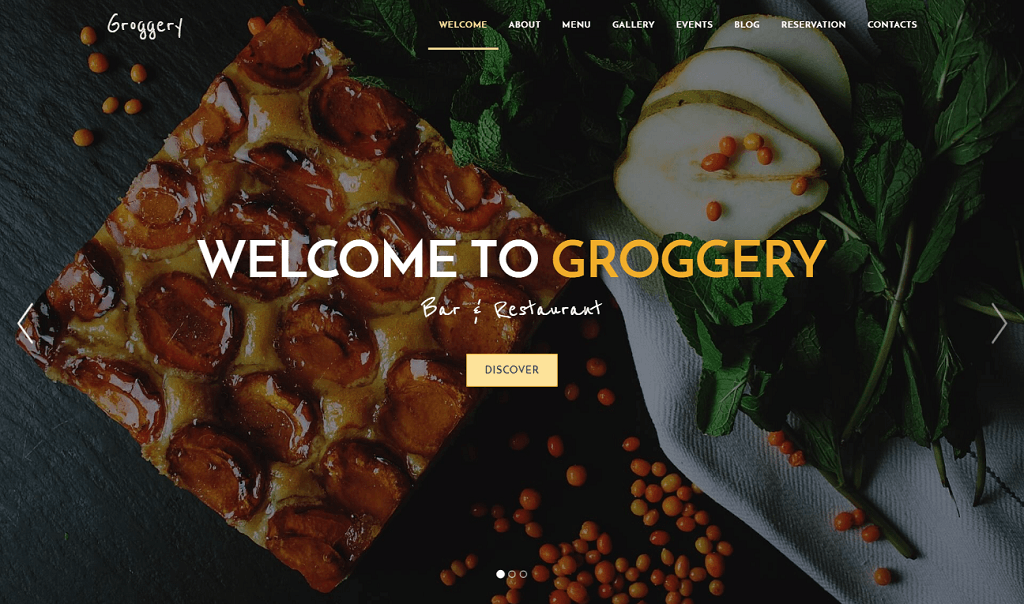 Groggery
WELCOME ABOUT MENU GALLERY EVENTS BLOG RESERVATION CONTACTS
WELCOME TO GROGGERY
Bar & Restaurant
DISCOVER